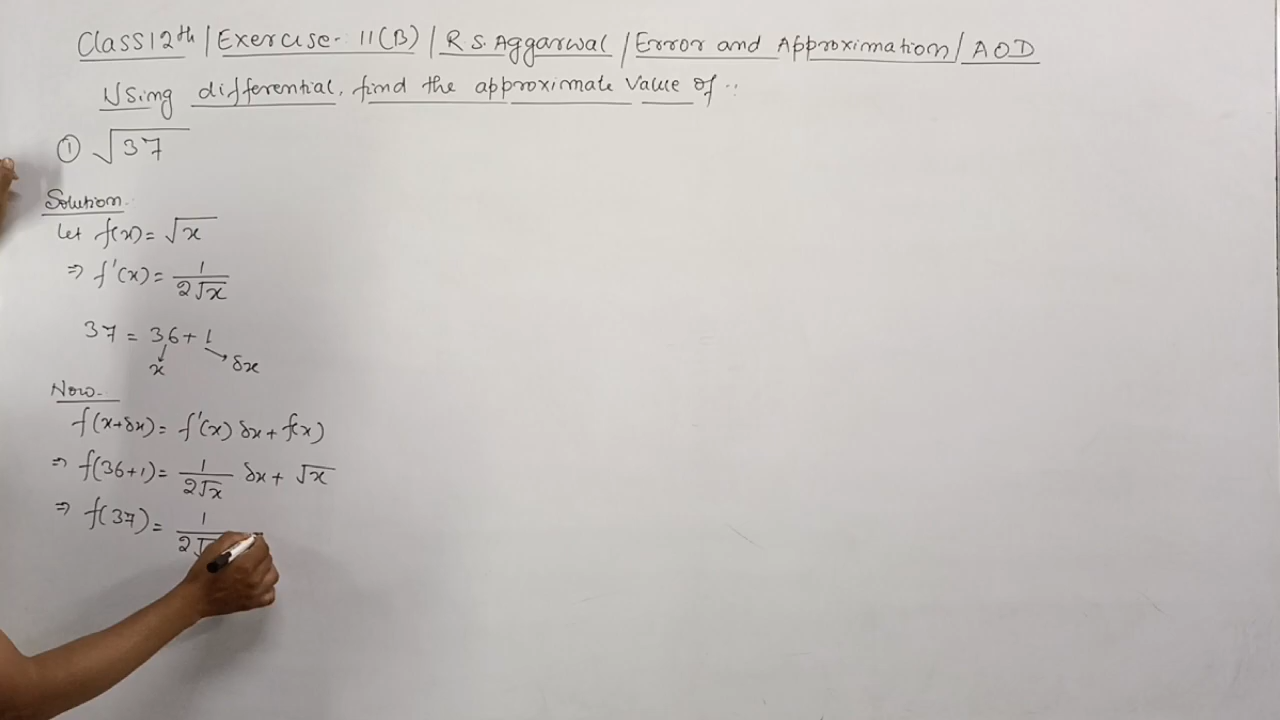 Class 12th / Exercise- 11(B) / R.S. Aggarwal / Error and Approximation / AOD
Using differential, find the approximate Value of :
① √37
Solution.
Let f(x) = √x
⇒ f'(x) = 1/2√x
37 = 36 + 1
x δx
Now-
f(x+δx) = f'(x) δx + f(x)
⇒ f(36+1) = 1/2√x δx + √x
⇒ f(37) = 1/2√